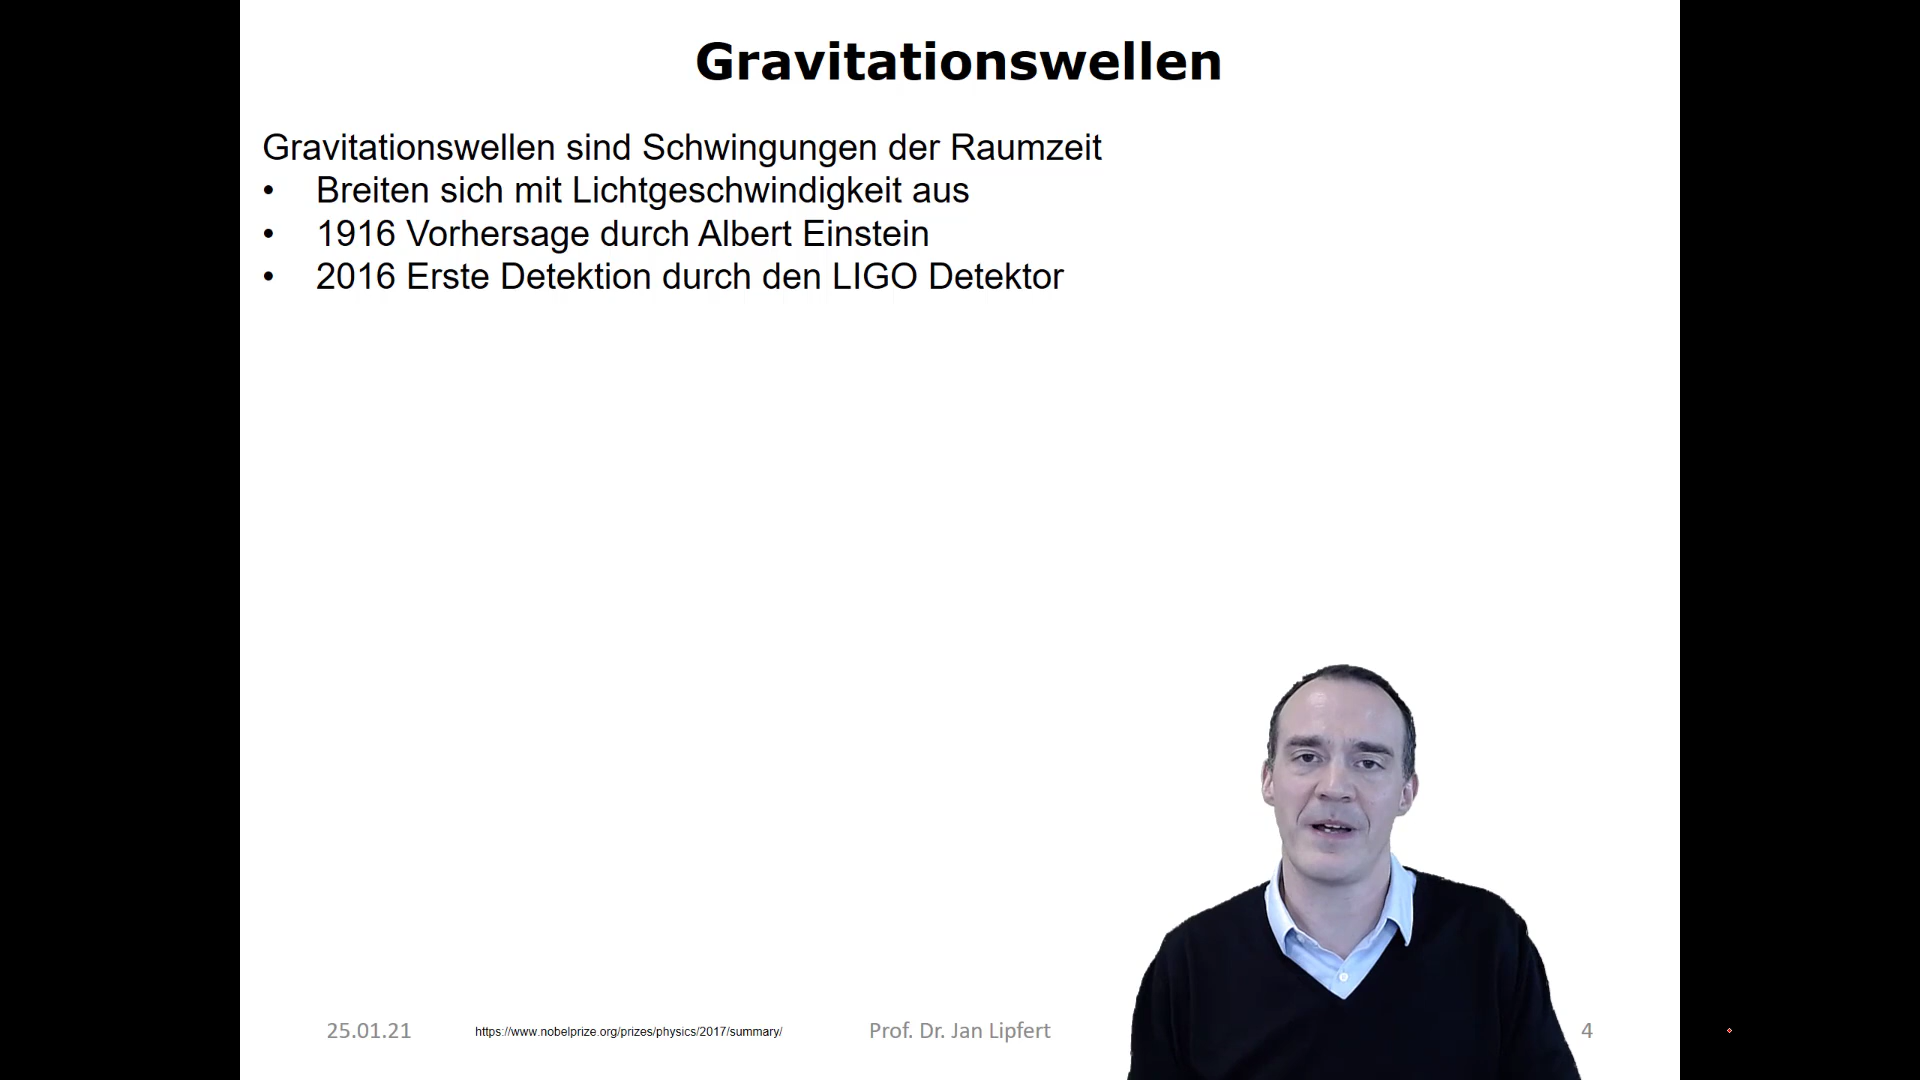 Gravitationswellen
Gravitationswellen sind Schwingungen der Raumzeit
• Breiten sich mit Lichtgeschwindigkeit aus
• 1916 Vorhersage durch Albert Einstein
• 2016 Erste Detektion durch den LIGO Detektor
25.01.21
https://www.nobelprize.org/prizes/physics/2017/summary/
Prof. Dr. Jan Lipfert
4